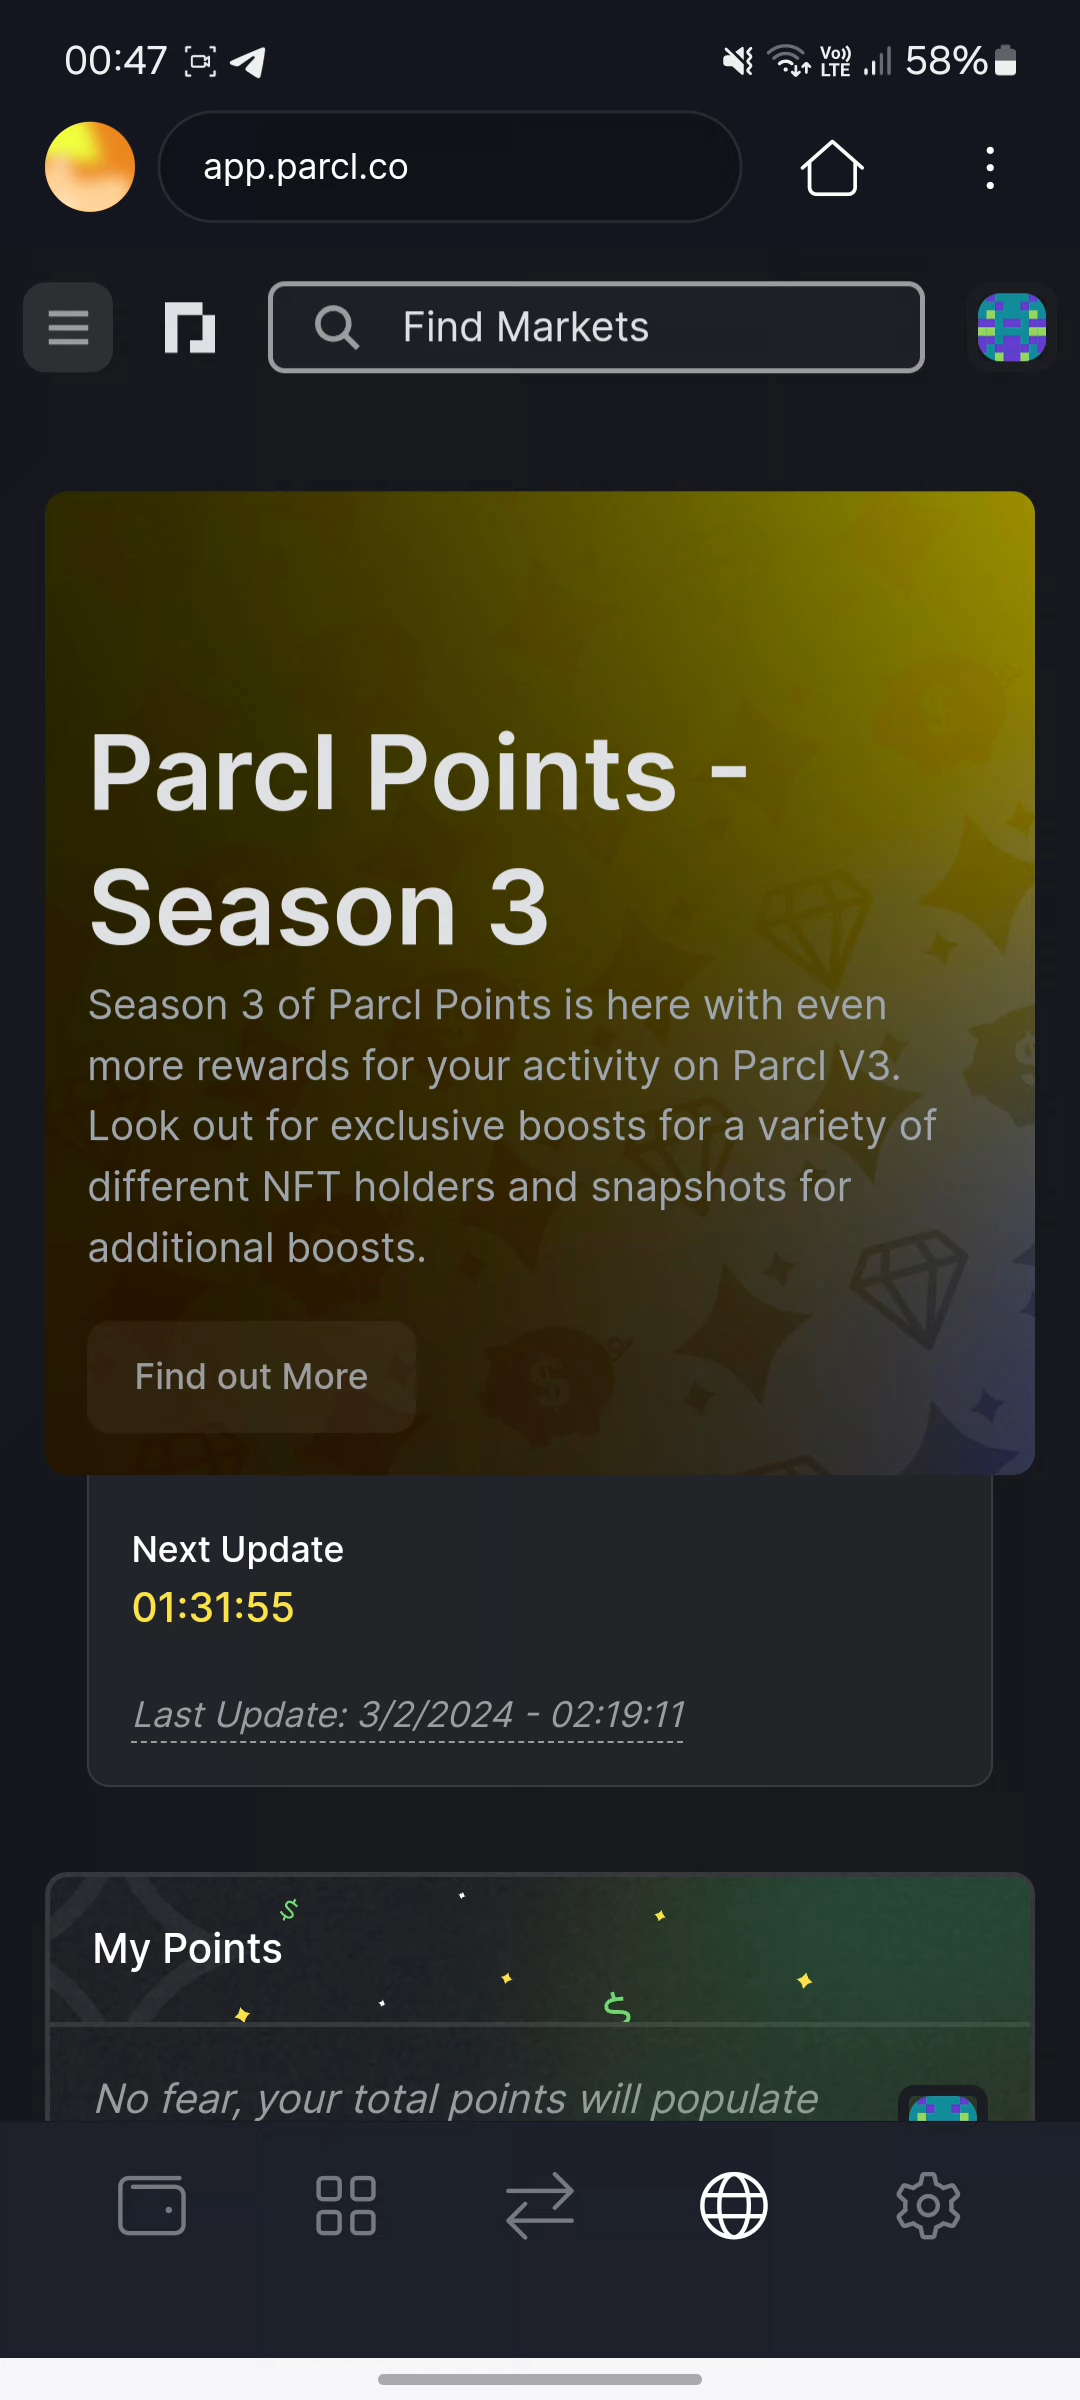 00:47
Vo)) LTE
58%
app.parcl.co
Find Markets
Parcl Points -
Season 3
Season 3 of Parcl Points is here with even
more rewards for your activity on Parcl V3.
Look out for exclusive boosts for a variety of
different NFT holders and snapshots for
additional boosts.
Find out More
Next Update
01:31:55
Last Update: 3/2/2024 - 02:19:11
My Points
No fear, your total points will populate